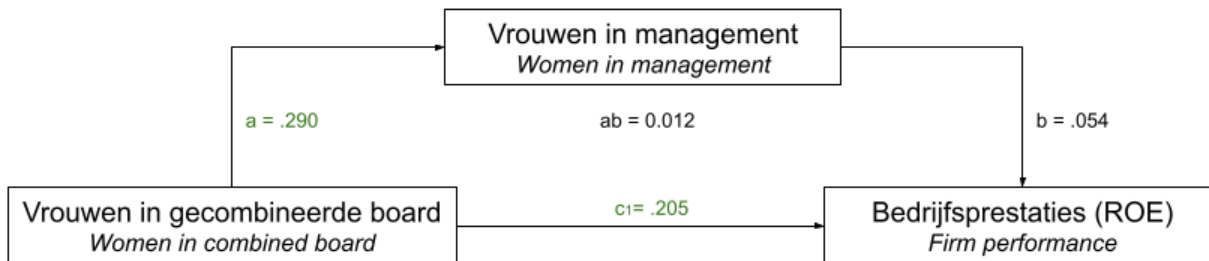 Vrouwen in management
Women in management
a = .290
ab = 0.012
b = .054
Vrouwen in gecombineerde board
Women in combined board
c1= .205
Bedrijfsprestaties (ROE)
Firm performance